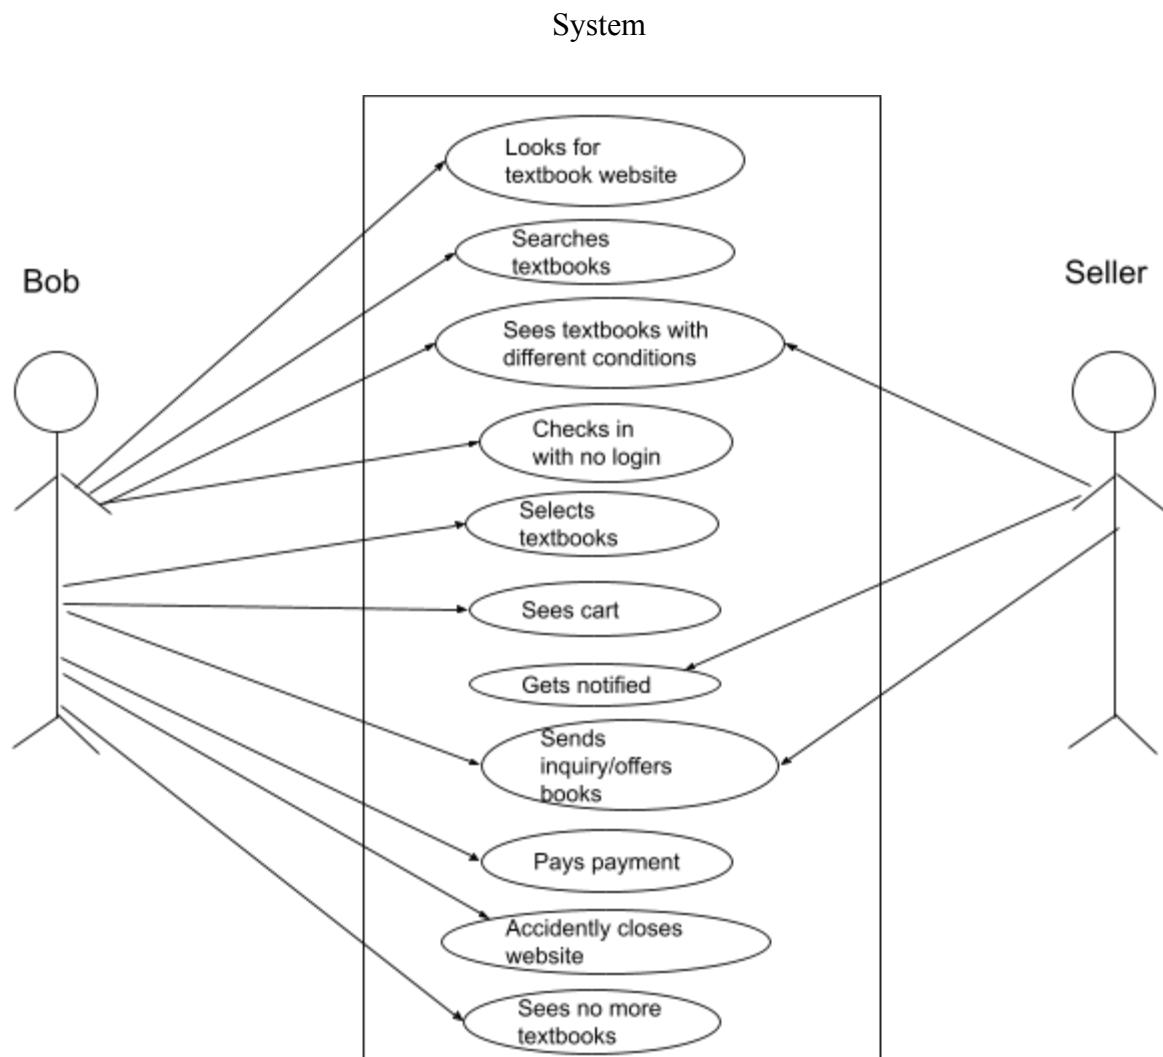 System
Looks for
textbook website
Searches
textbooks
Bob
Seller
Sees textbooks with
different conditions
Checks in
with no login
Selects
textbooks
Sees cart
Gets notified
Sends
inquiry/offers
books
Pays payment
Accidently closes
website
Sees no more
textbooks